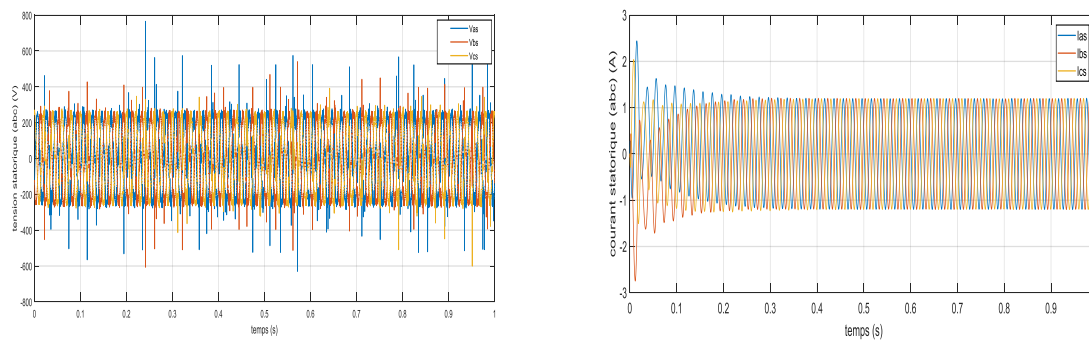 tension statorique (abc) (V)
800
600
400
200
0
-200
-400
-600
-800
0 0.1 0.2 0.3 0.4 0.5 0.6 0.7 0.8 0.9 1
temps (s)
Vas
Vbs
Vcs
courant statorique (abc) (A)
3
2
1
0
-1
-2
-3
0 0.1 0.2 0.3 0.4 0.5 0.6 0.7 0.8 0.9
temps (s)
Ias
Ibs
Ics